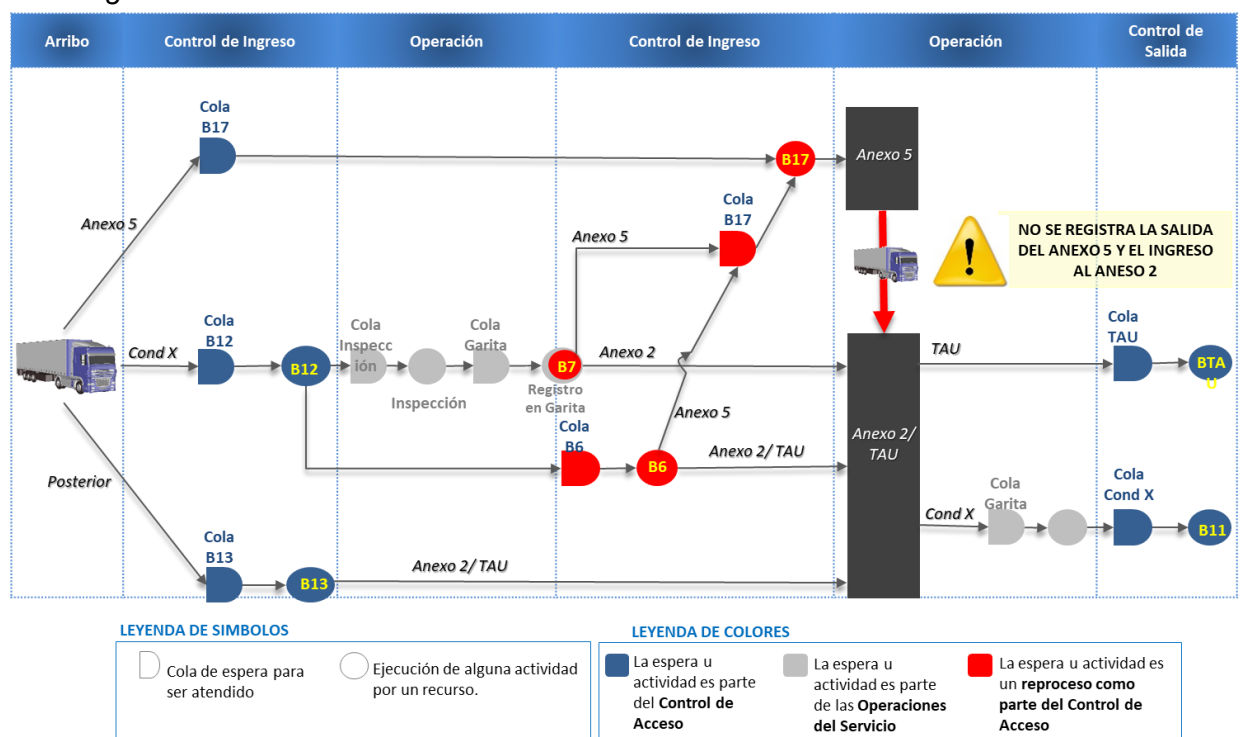 Arribo
Control de Ingreso
Operación
Control de Ingreso
Operación
Control de
Salida
Cola
B17
Anexo 5
B17
Anexo 5
Cola
B17
Anexo 5
NO SE REGISTRA LA SALIDA
DEL ANEXO 5 Y EL INGRESO
AL ANESO 2
Cond X
Cola
B12
B12
Cola
Inspecc
ión
Inspección
Cola
Garita
B7
Registro
en Garita
Anexo 2
Anexo 5
Cola
B6
B6
Anexo 2/ TAU
Anexo 2/
TAU
TAU
Cola
TAU
BTA
U
Cond X
Cola
Garita
Cola
Cond X
B11
Posterior
Cola
B13
B13
Anexo 2/ TAU
LEYENDA DE SIMBOLOS
Cola de espera para
ser atendido
Ejecución de alguna actividad
por un recurso.
LEYENDA DE COLORES
La espera u
actividad es parte
del Control de
Acceso
La espera u
actividad es parte
de las Operaciones
del Servicio
La espera u actividad es
un reproceso como
parte del Control de
Acceso